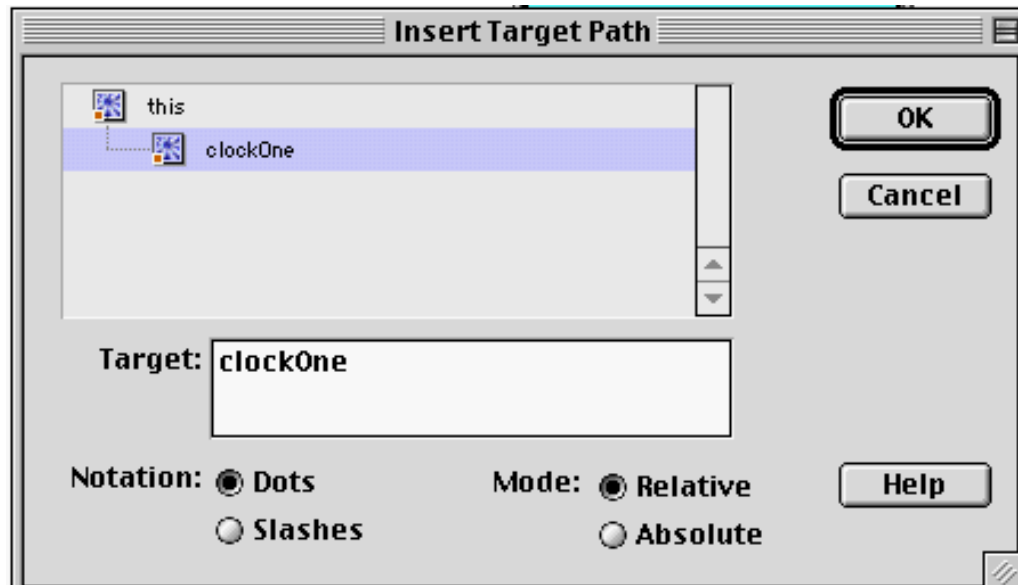 Insert Target Path
this
clockOne
OK
Cancel
Target: clockOne
Notation: Dots
Slashes
Mode: Relative
Absolute
Help